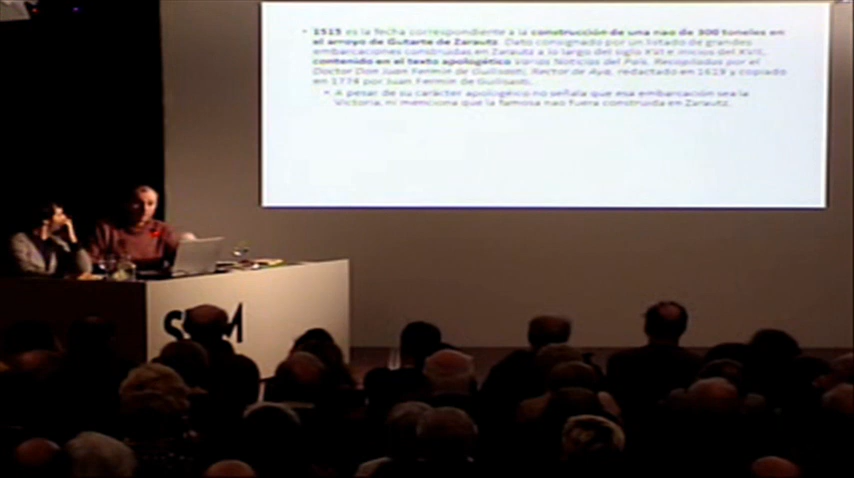 • 1515 es la fecha correspondiente a la construcción de una nao de 300 toneles en
el arroyo de Gutarte de Zarautz. Dato consignado por un listado de grandes
embarcaciones construidas en Zarautz a lo largo del siglo XVI e inicios del XVII,
contenido en el texto apologético Varias Noticias del País. Recopiladas por el
Doctor Don Juan Fermín de Guilisasti, Rector de Aya, redactado en 1619 y copiado
en 1774 por Juan Fermín de Guilisasti.
• A pesar de su carácter apologético no señala que esa embarcación sea la
Victoria, ni menciona que la famosa nao fuera construida en Zarautz.